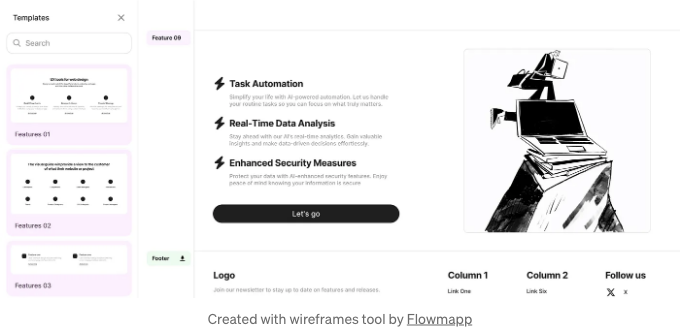 Templates
Search
UX tools for web design
Features 01
The visual guide will provide a seat to the customer
of what their website or project
Features 02
Features 03
Feature 09
Footer
Task Automation
Simplify your life with AI-powered automation. Let us handle
your routine tasks so you can focus on what truly matters.
Real-Time Data Analysis
Stay ahead with our AI's real-time analytics. Gain valuable
insights and make data-driven decisions effortlessly.
Enhanced Security Measures
Protect your data with AI-enhanced security features. Enjoy
peace of mind knowing your information is secure
Let's go
Logo
Join our newsletter to stay up to date on features and releases.
Column 1
Link One
Column 2
Link Six
Follow us
X
Created with wireframes tool by Flowmapp